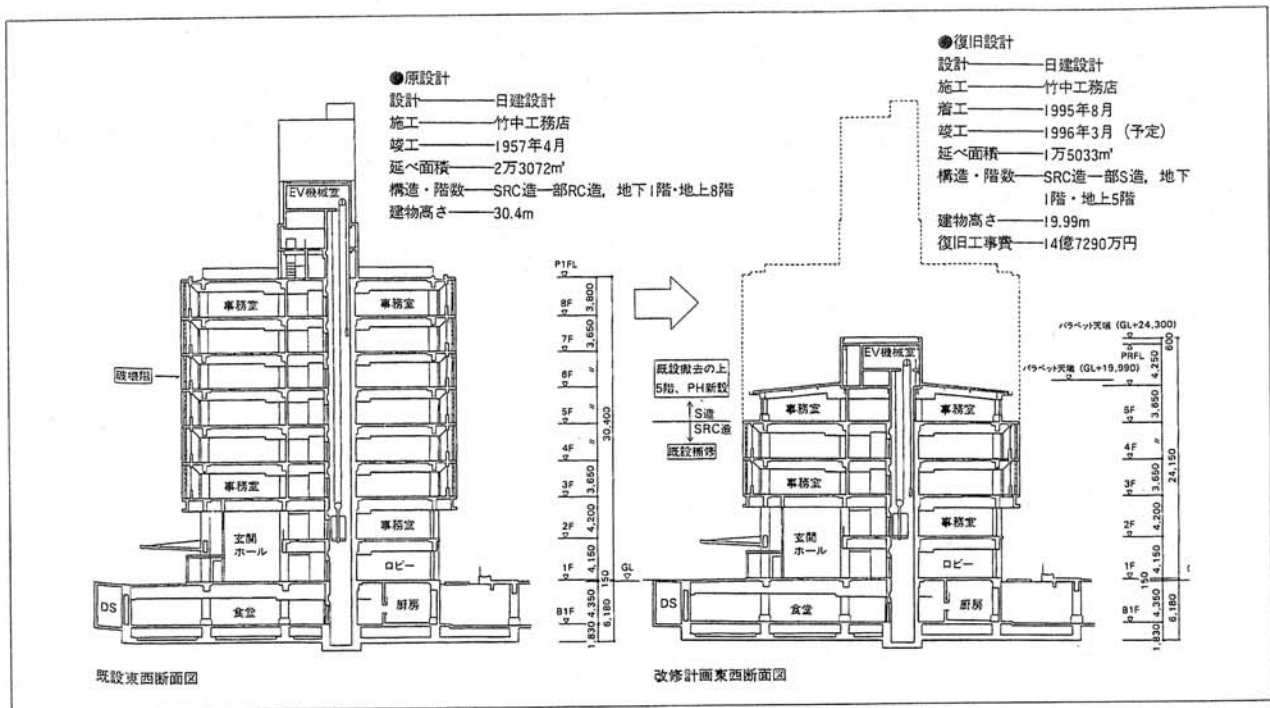 ●原設計
設計――日建設計
施工――竹中工務店
竣工――1957年4月
延べ面積――2万3072㎡
構造・階数――SRC造一部RC造，地下1階・地上8階
建物高さ――30.4m
EV機械室
事務室
事務室
破壊階
事務室
事務室
玄関
ホール
ロビー
DS
食堂
厨房
P1FL
8F
7F
6F
5F
4F
3F
2F
1F
B1F
GL
3,800
3,650
〃
〃
〃
3,650
4,200
4,150
150
4,350
1,830
30,400
6,180
既設東西断面図
●復旧設計
設計――日建設計
施工――竹中工務店
着工――1995年8月
竣工――1996年3月（予定）
延べ面積――1万5033㎡
構造・階数――SRC造一部S造，地下
1階・地上5階
建物高さ――19.99m
復旧工事費――14億7290万円
既設撤去の上
5階、PH新設
S造
SRC造
既設補修
EV機械室
事務室
事務室
事務室
事務室
玄関
ホール
ロビー
DS
食堂
厨房
パラペット天端 (GL+24,300)
PRFL
パラペット天端 (GL+19,990)
5F
4F
3F
2F
1F
B1F
600
4,250
3,650
〃
3,650
4,200
4,150
150
4,350
1,830
24,150
6,180
改修計画東西断面図